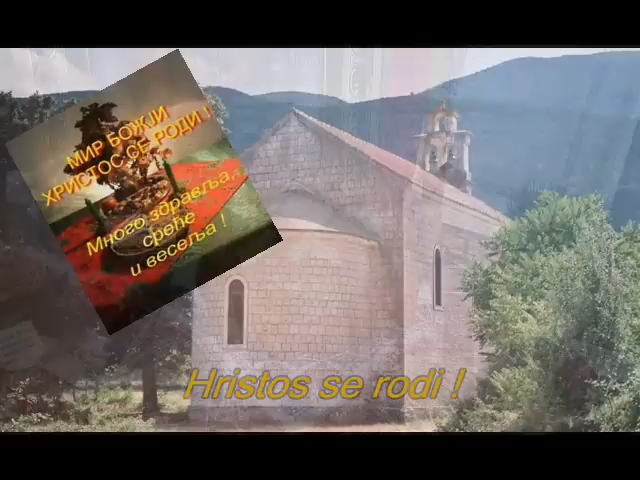 МИР БОЖЈИ
ХРИСТОС СЕ РОДИ !
Много здравља,
среће
и весеља !
Hristos se rodi !